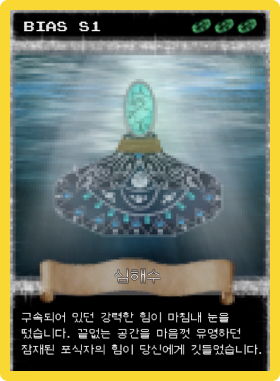 BIAS S1
심해수
구속되어 있던 강력한 힘이 마침내 눈을
떴습니다. 끝없는 공간을 마음껏 유영하던
잠재된 포식자의 힘이 당신에게 깃들었습니다.